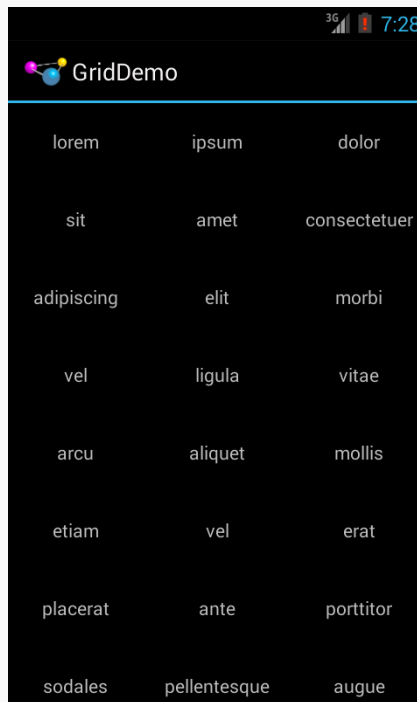 3G 7:28
GridDemo
lorem ipsum dolor
sit amet consectetuer
adipiscing elit morbi
vel ligula vitae
arcu aliquet mollis
etiam vel erat
placerat ante porttitor
sodales pellentesque augue